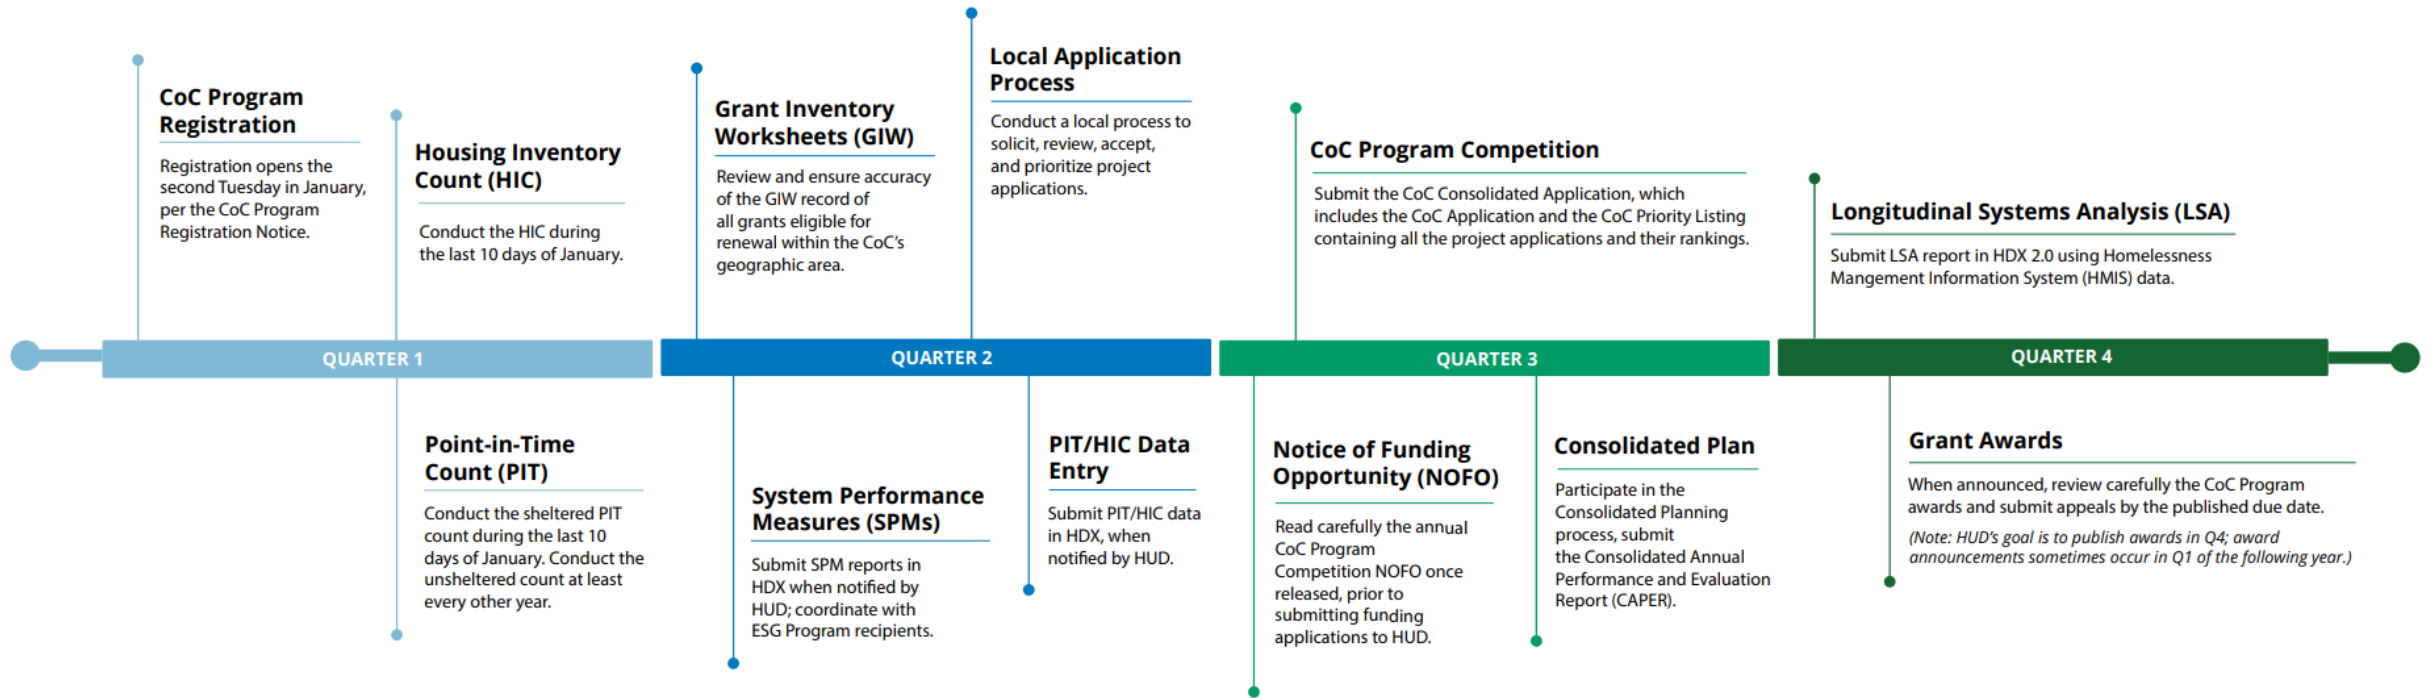 CoC Program
Registration
Registration opens the
second Tuesday in January,
per the CoC Program
Registration Notice.
Housing Inventory
Count (HIC)
Conduct the HIC during
the last 10 days of January.
Grant Inventory
Worksheets (GIW)
Review and ensure accuracy
of the GIW record of
all grants eligible for
renewal within the CoC's
geographic area.
Local Application
Process
Conduct a local process to
solicit, review, accept,
and prioritize project
applications.
CoC Program Competition
Submit the CoC Consolidated Application, which
includes the CoC Application and the CoC Priority Listing
containing all the project applications and their rankings.
Longitudinal Systems Analysis (LSA)
Submit LSA report in HDX 2.0 using Homelessness
Mangement Information System (HMIS) data.
QUARTER 1
QUARTER 2
QUARTER 3
QUARTER 4
Point-in-Time
Count (PIT)
Conduct the sheltered PIT
count during the last 10
days of January. Conduct the
unsheltered count at least
every other year.
System Performance
Measures (SPMs)
Submit SPM reports in
HDX when notified by
HUD; coordinate with
ESG Program recipients.
PIT/HIC Data
Entry
Submit PIT/HIC data
in HDX, when
notified by HUD.
Notice of Funding
Opportunity (NOFO)
Read carefully the annual
CoC Program
Competition NOFO once
released, prior to
submitting funding
applications to HUD.
Consolidated Plan
Participate in the
Consolidated Planning
process, submit
the Consolidated Annual
Performance and Evaluation
Report (CAPER).
Grant Awards
When announced, review carefully the CoC Program
awards and submit appeals by the published due date.
(Note: HUD's goal is to publish awards in Q4; award
announcements sometimes occur in Q1 of the following year.)